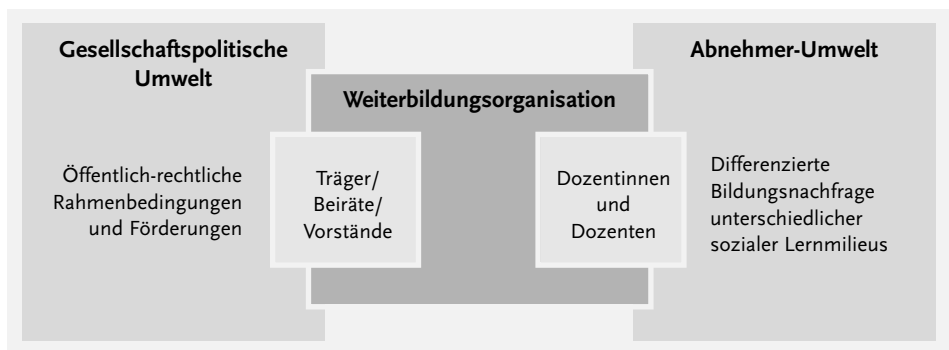 Gesellschaftspolitische
Umwelt
Öffentlich-rechtliche
Rahmenbedingungen
und Förderungen
Weiterbildungsorganisation
Träger/
Beiräte/
Vorstände
Dozentinnen
und
Dozenten
Abnehmer-Umwelt
Differenzierte
Bildungsnachfrage
unterschiedlicher
sozialer Lernmilieus